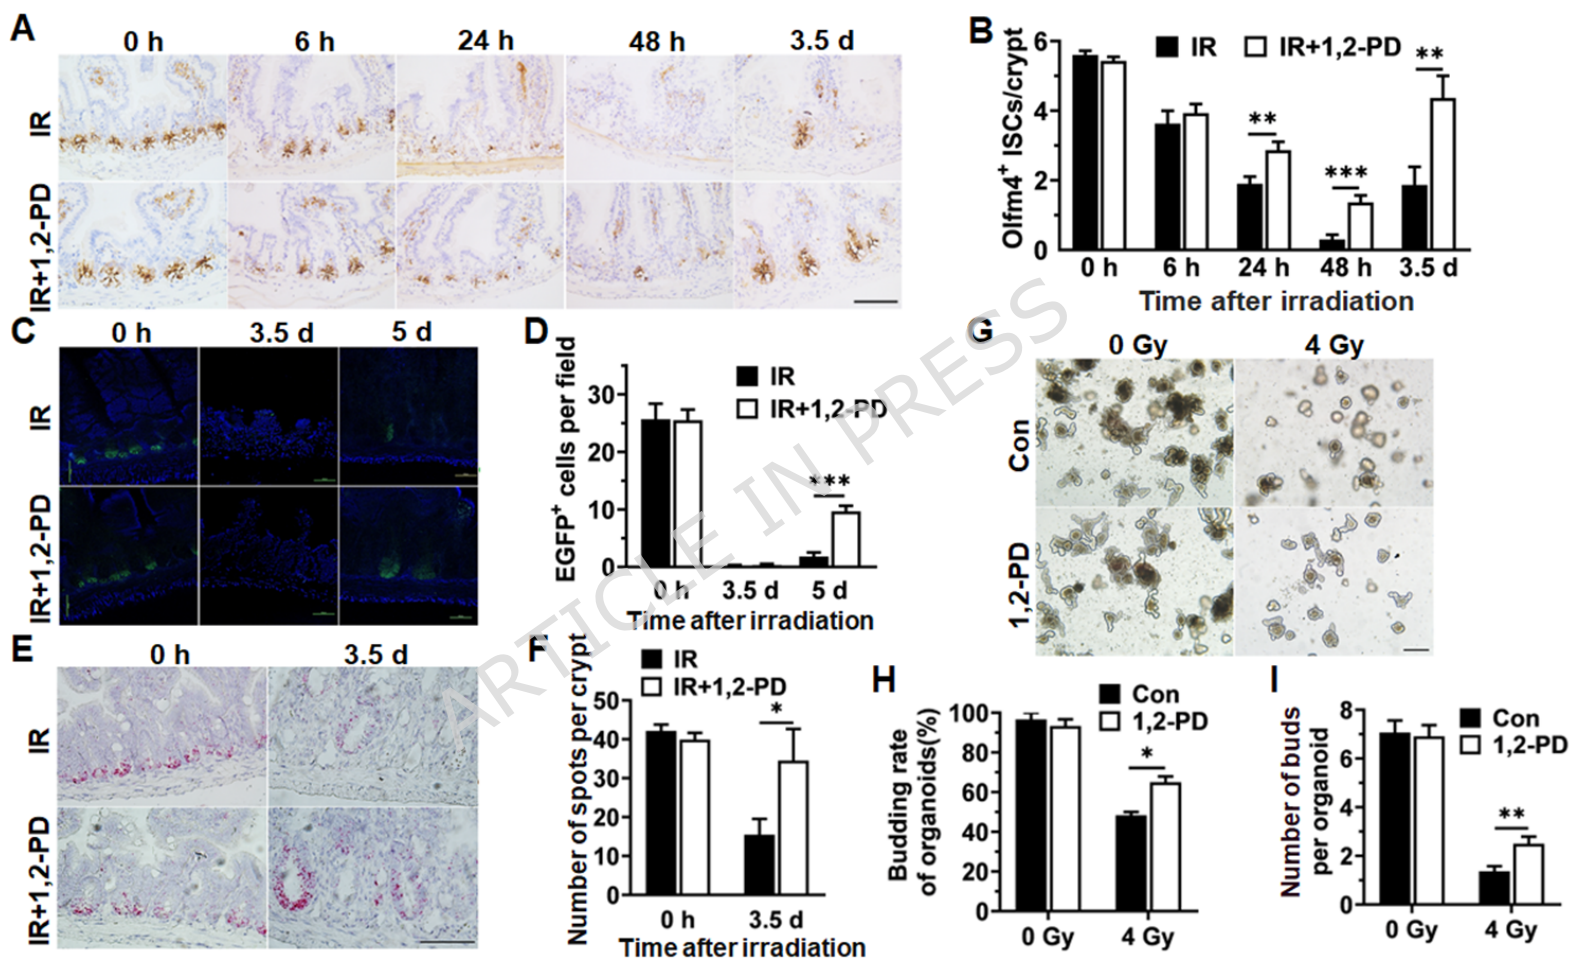 A
0 h
6 h
24 h
48 h
3.5 d
IR
IR+1,2-PD
B
Olfm4+ ISCs/crypt
6
4
2
0
IR
IR+1,2-PD
**
***
**
0 h
6 h
24 h
48 h
3.5 d
Time after irradiation
C
0 h
3.5 d
5 d
IR
IR+1,2-PD
D
EGFP+ cells per field
30
20
10
0
IR
IR+1,2-PD
***
0 h
3.5 d
5 d
Time after irradiation
E
0 h
3.5 d
IR
IR+1,2-PD
F
Number of spots per crypt
50
40
30
20
10
0
IR
IR+1,2-PD
*
0 h
3.5 d
Time after irradiation
G
0 Gy
4 Gy
Con
1,2-PD
H
Budding rate
of organoids(%)
100
80
60
40
20
0
Con
1,2-PD
*
0 Gy
4 Gy
I
Number of buds
per organoid
8
6
4
2
0
Con
1,2-PD
**
0 Gy
4 Gy
ARTICLE IN PRESS